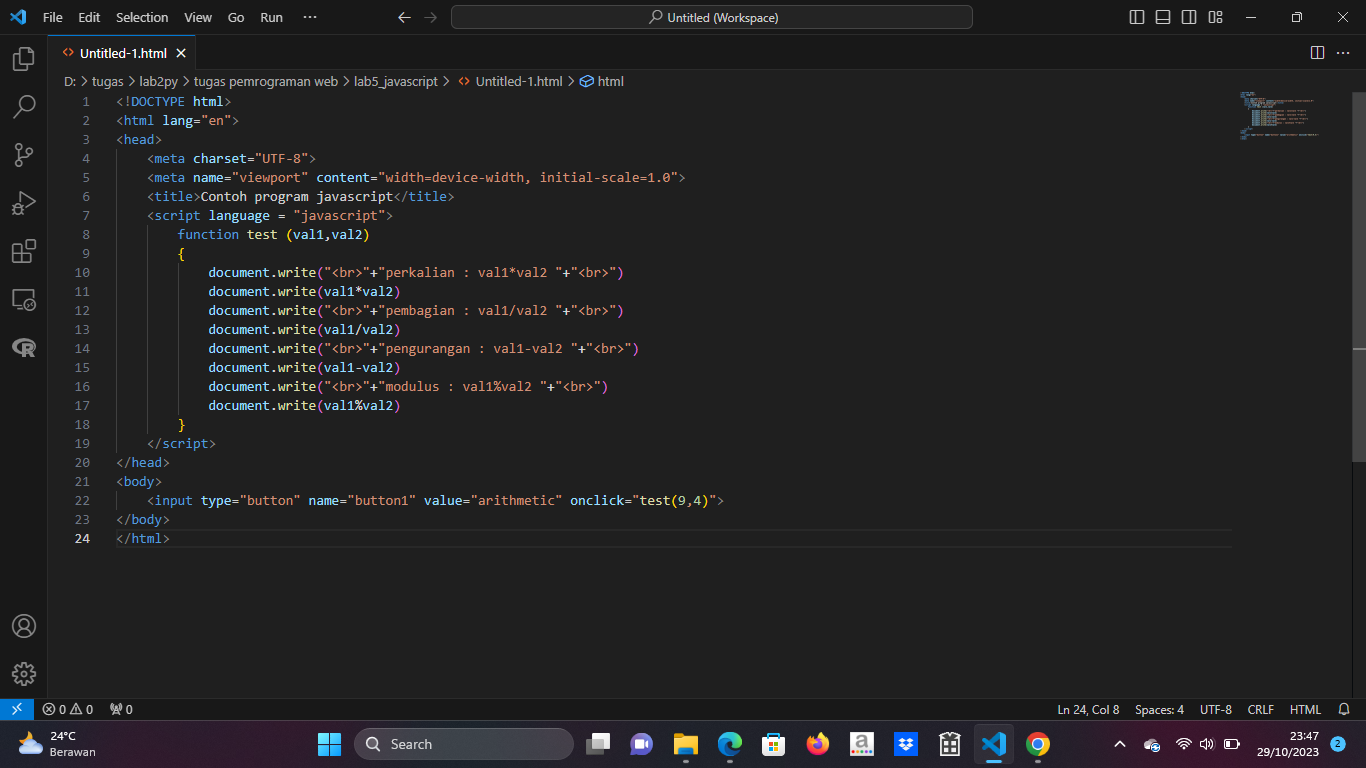 File Edit Selection View Go Run ··· Untitled (Workspace)
Untitled-1.html
D: > tugas > lab2py > tugas pemrograman web > lab5_javascript > Untitled-1.html > html
1 <!DOCTYPE html>
2 <html lang="en">
3 <head>
4 <meta charset="UTF-8">
5 <meta name="viewport" content="width=device-width, initial-scale=1.0">
6 <title>Contoh program javascript</title>
7 <script language = "javascript">
8 function test (val1,val2)
9 {
10 document.write("<br>"+"perkalian : val1*val2 "+"<br>")
11 document.write(val1*val2)
12 document.write("<br>"+"pembagian : val1/val2 "+"<br>")
13 document.write(val1/val2)
14 document.write("<br>"+"pengurangan : val1-val2 "+"<br>")
15 document.write(val1-val2)
16 document.write("<br>"+"modulus : val1%val2 "+"<br>")
17 document.write(val1%val2)
18 }
19 </script>
20 </head>
21 <body>
22 <input type="button" name="button1" value="arithmetic" onclick="test(9,4)">
23 </body>
24 </html>
0 0 0 Ln 24, Col 8 Spaces: 4 UTF-8 CRLF HTML
24°C
Berawan
Search
23:47
29/10/2023
2